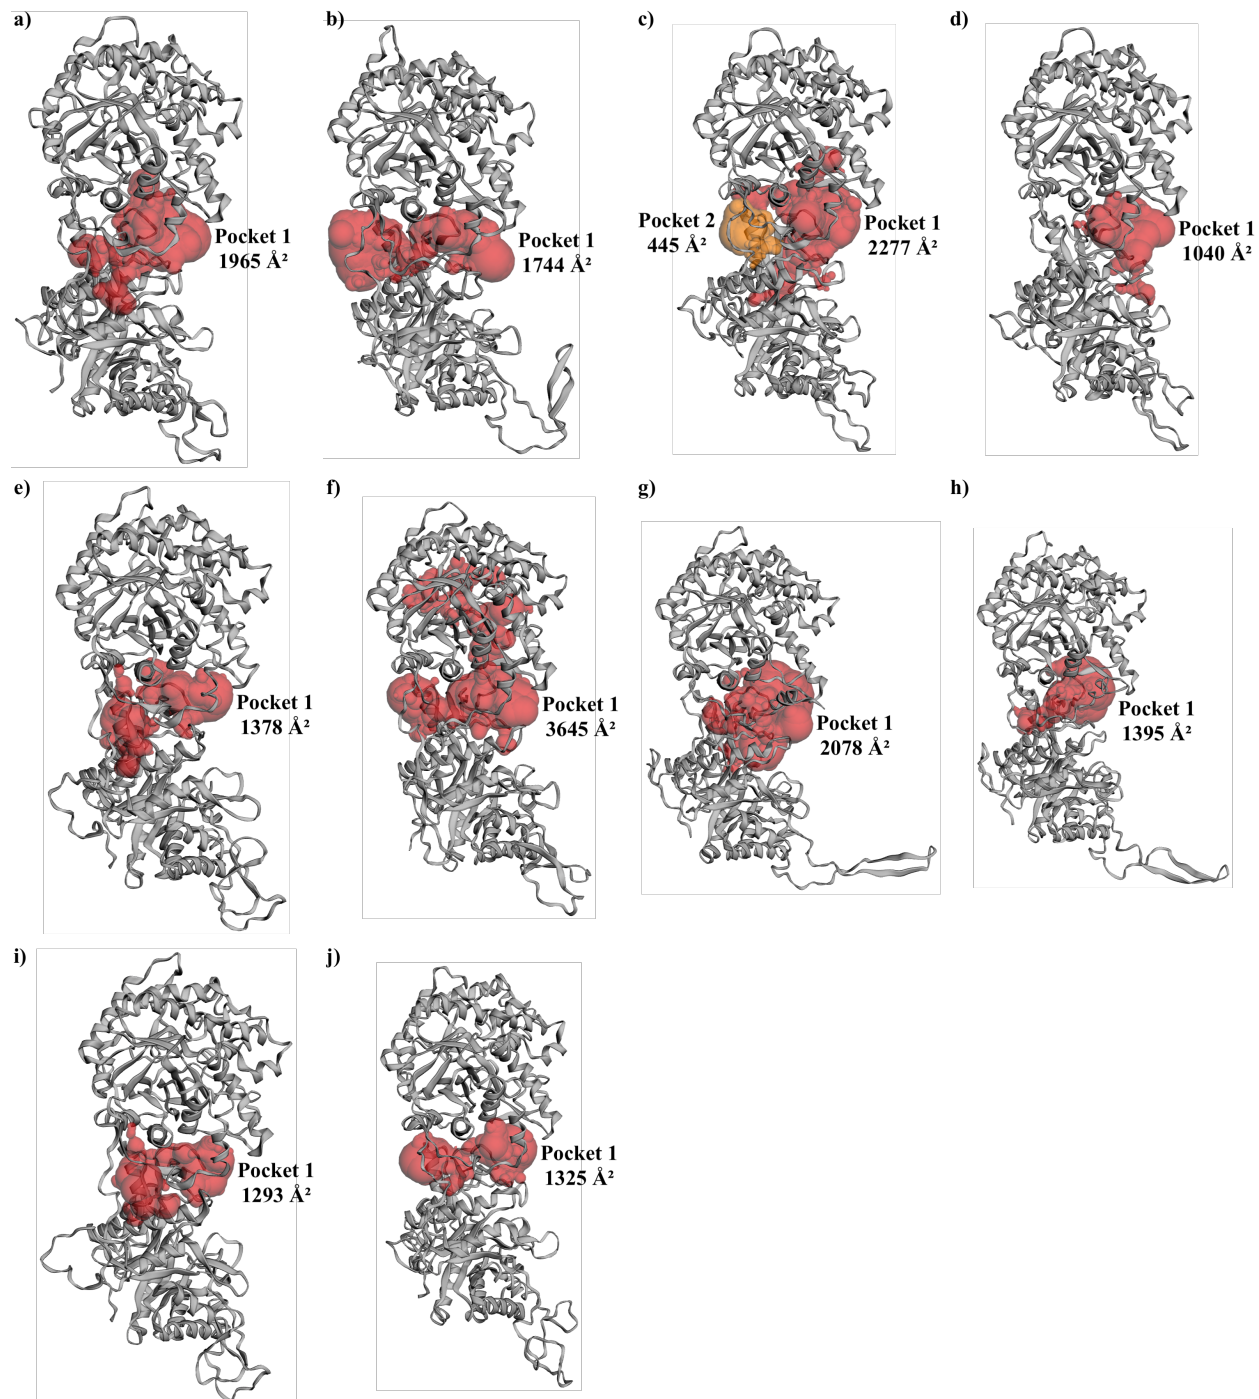 a)
b)
c)
d)
Pocket 1
1965 Å²
Pocket 1
1744 Å²
Pocket 2
445 Å²
Pocket 1
2277 Å²
Pocket 1
1040 Å²
e)
f)
g)
h)
Pocket 1
1378 Å²
Pocket 1
3645 Å²
Pocket 1
2078 Å²
Pocket 1
1395 Å²
i)
j)
Pocket 1
1293 Å²
Pocket 1
1325 Å²